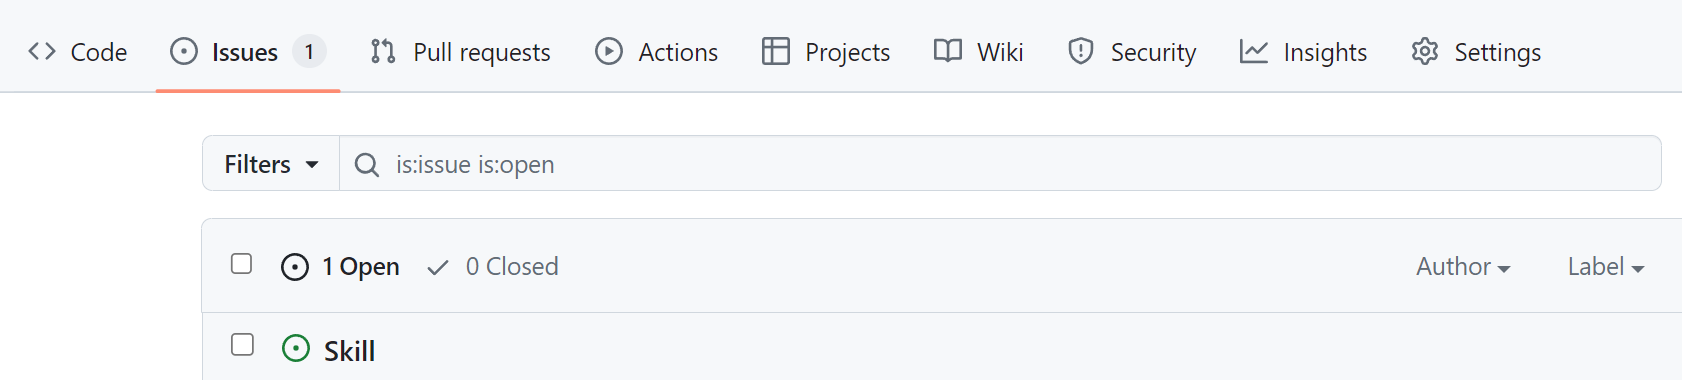 Code Issues 1 Pull requests Actions Projects Wiki Security Insights Settings
Filters is:issue is:open
1 Open 0 Closed Author Label
Skill